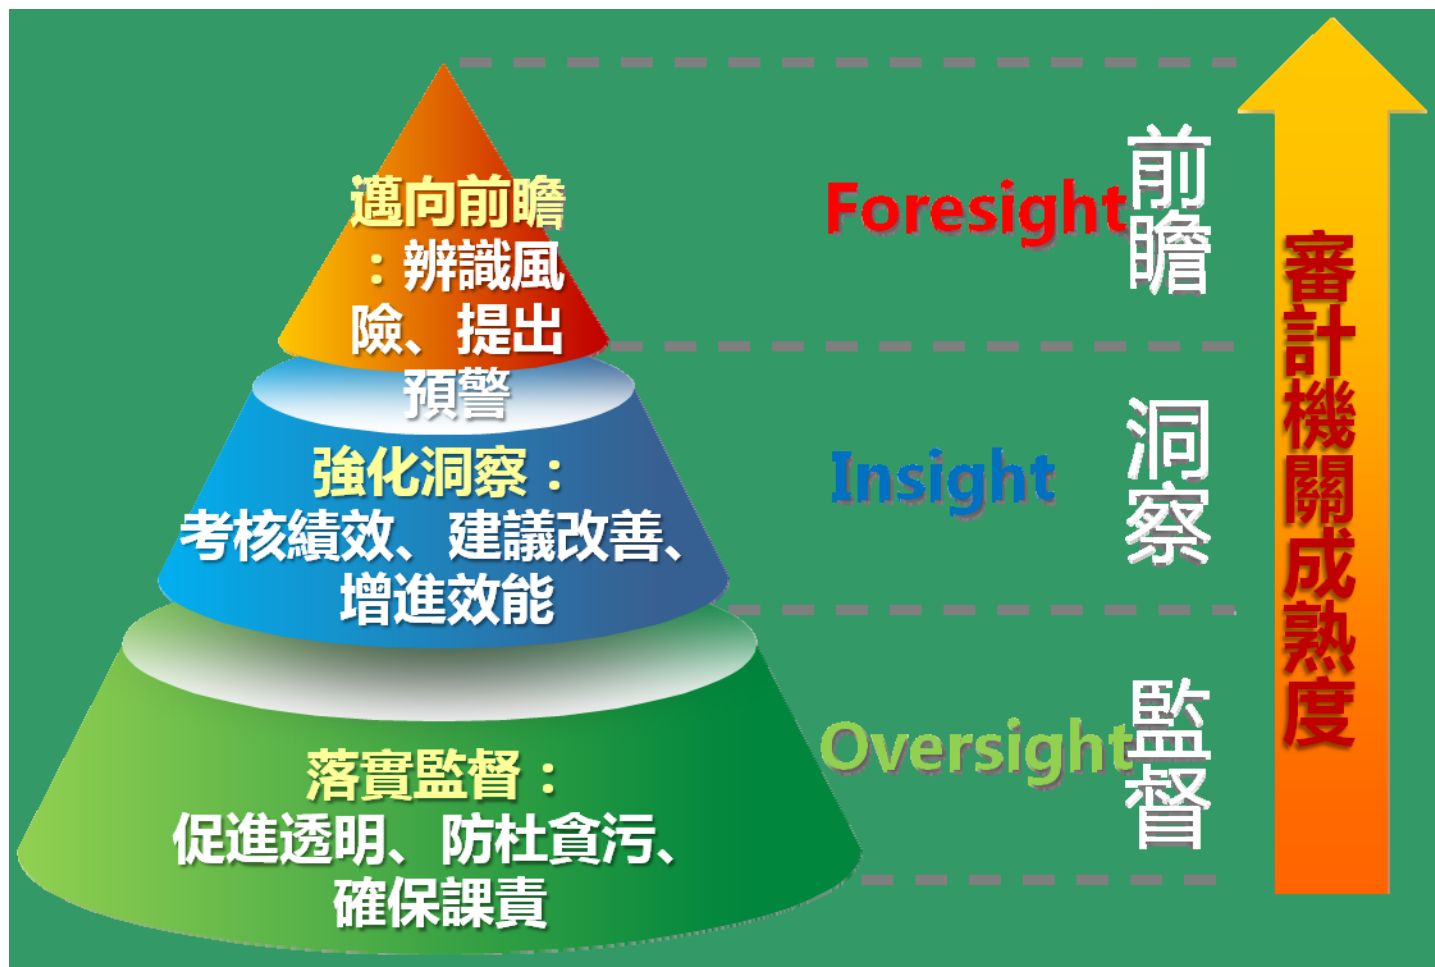 邁向前瞻
：辨識風
險、提出
預警
Foresight
前瞻
強化洞察：
考核績效、建議改善、
增進效能
Insight
洞察
落實監督：
促進透明、防杜貪污、
確保課責
Oversight
監督
審計機關成熟度